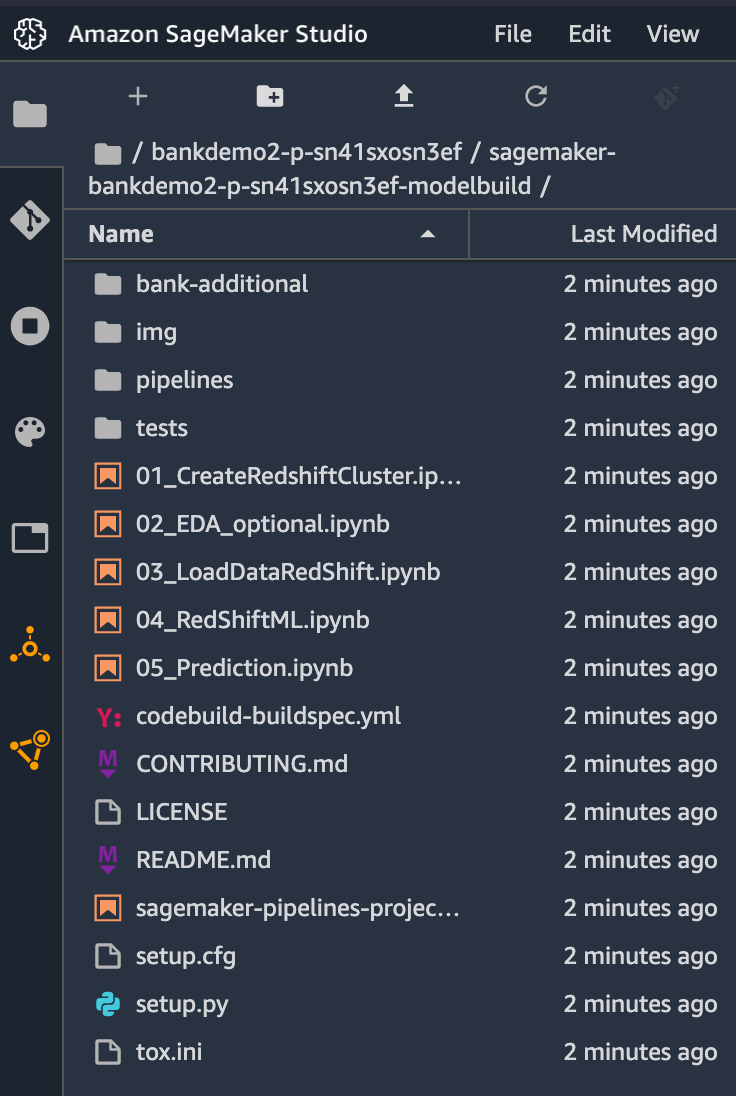 Amazon SageMaker Studio File Edit View
/ bankdemo2-p-sn41sxosn3ef / sagemaker-
bankdemo2-p-sn41sxosn3ef-modelbuild /
Name Last Modified
bank-additional 2 minutes ago
img 2 minutes ago
pipelines 2 minutes ago
tests 2 minutes ago
01_CreateRedshiftCluster.ip... 2 minutes ago
02_EDA_optional.ipynb 2 minutes ago
03_LoadDataRedShift.ipynb 2 minutes ago
04_RedShiftML.ipynb 2 minutes ago
05_Prediction.ipynb 2 minutes ago
Y: codebuild-buildspec.yml 2 minutes ago
M CONTRIBUTING.md 2 minutes ago
LICENSE 2 minutes ago
M README.md 2 minutes ago
sagemaker-pipelines-projec... 2 minutes ago
setup.cfg 2 minutes ago
setup.py 2 minutes ago
tox.ini 2 minutes ago